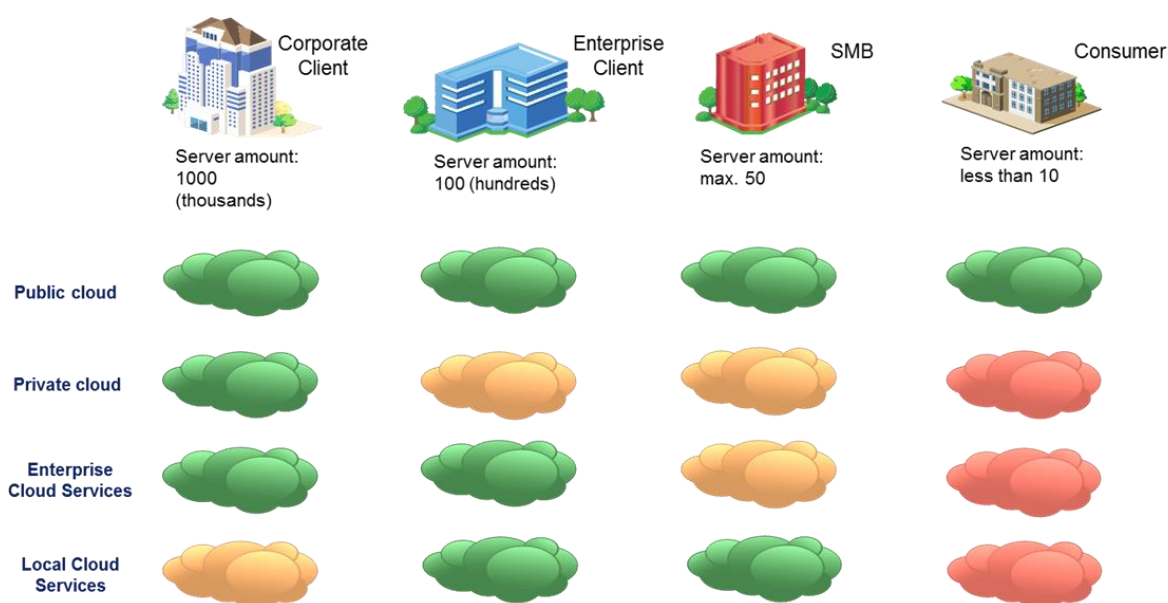 Corporate
Client
Enterprise
Client
SMB
Consumer
Server amount:
1000
(thousands)
Server amount:
100 (hundreds)
Server amount:
max. 50
Server amount:
less than 10
Public cloud
Private cloud
Enterprise
Cloud Services
Local Cloud
Services